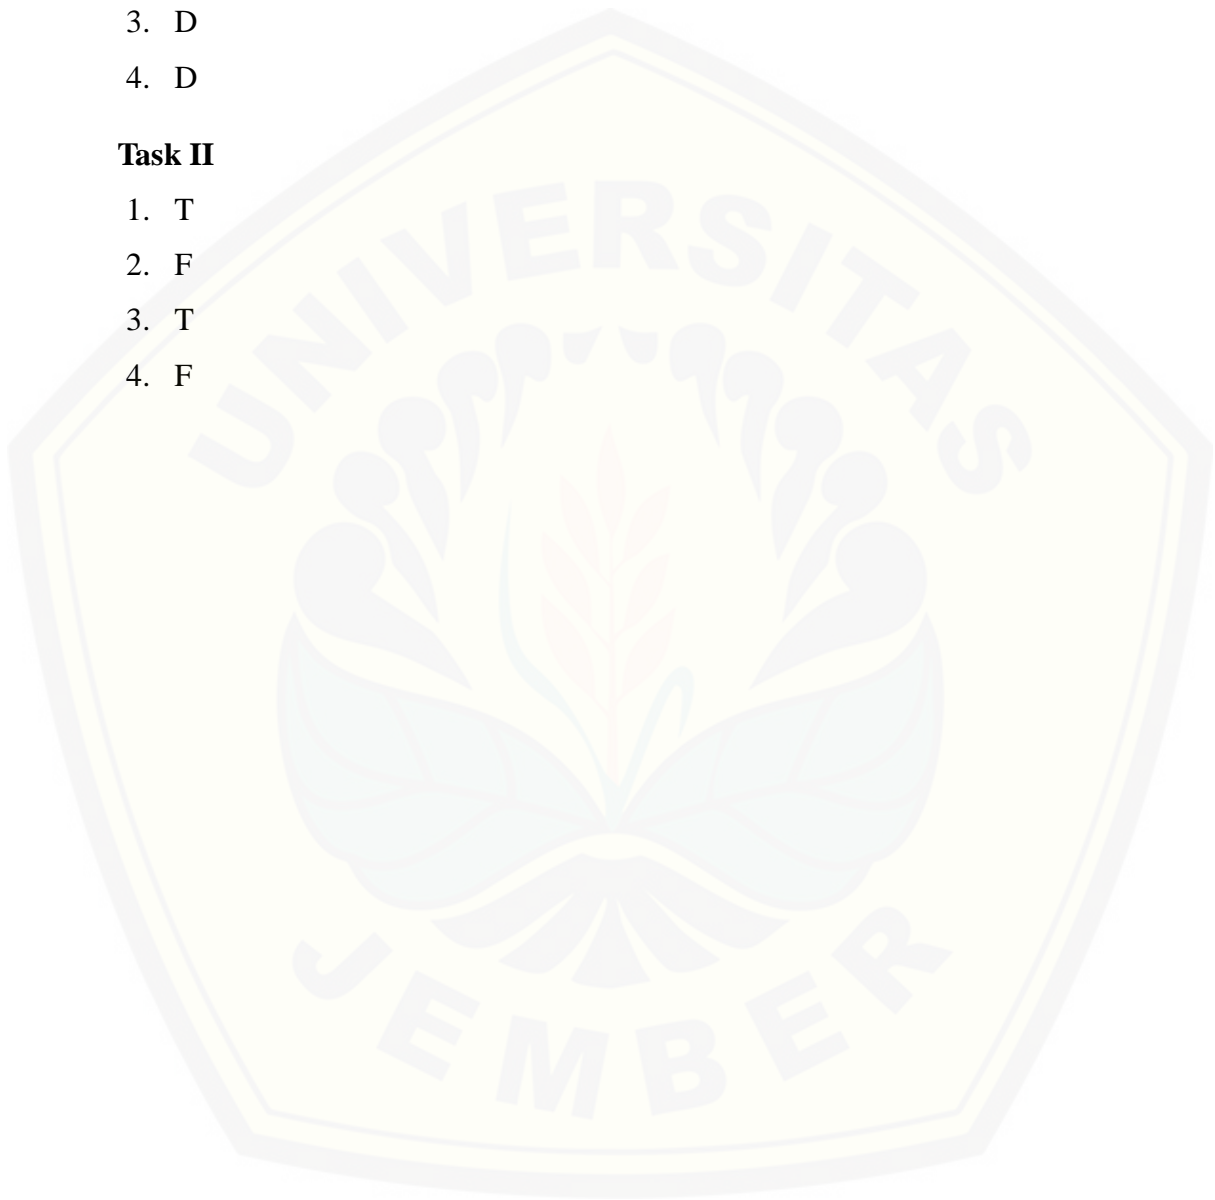 3. D
4. D
Task II
1. T
2. F
3. T
4. F
UNIVERSITAS
JEMBER